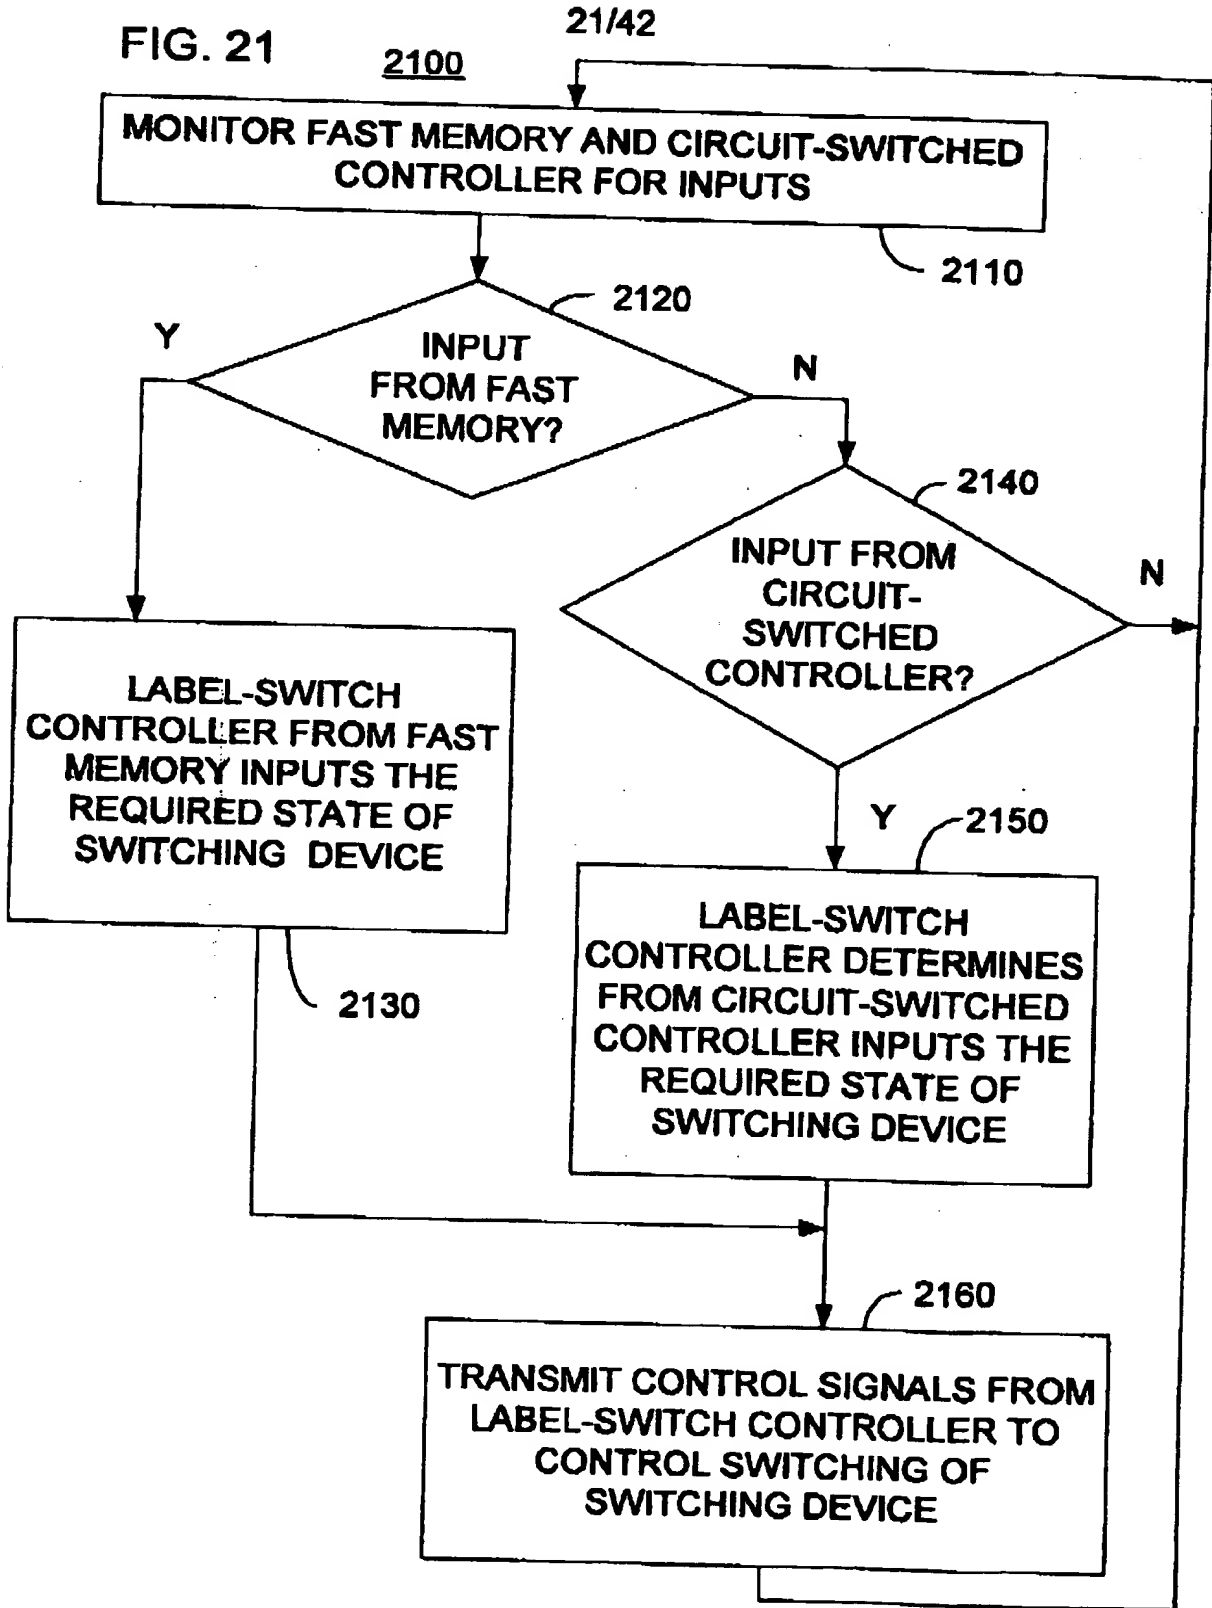 FIG. 21
21/42
2100
MONITOR FAST MEMORY AND CIRCUIT-SWITCHED
CONTROLLER FOR INPUTS
2110
2120
Y
INPUT
FROM FAST
MEMORY?
N
2140
INPUT FROM
CIRCUIT-
SWITCHED
CONTROLLER?
N
LABEL-SWITCH
CONTROLLER FROM FAST
MEMORY INPUTS THE
REQUIRED STATE OF
SWITCHING DEVICE
2130
Y
2150
LABEL-SWITCH
CONTROLLER DETERMINES
FROM CIRCUIT-SWITCHED
CONTROLLER INPUTS THE
REQUIRED STATE OF
SWITCHING DEVICE
2160
TRANSMIT CONTROL SIGNALS FROM
LABEL-SWITCH CONTROLLER TO
CONTROL SWITCHING OF
SWITCHING DEVICE